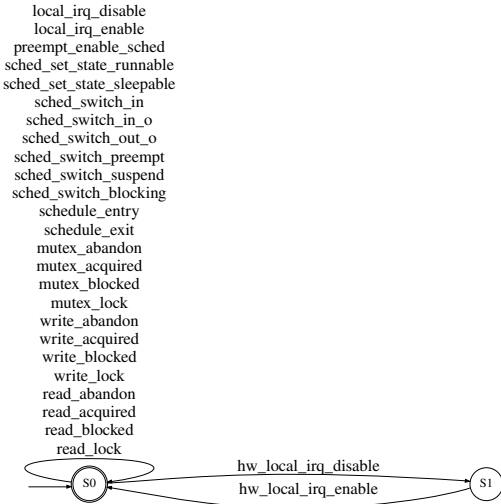 local_irq_disable
local_irq_enable
preempt_enable_sched
sched_set_state_runnable
sched_set_state_sleepable
sched_switch_in
sched_switch_in_o
sched_switch_out_o
sched_switch_preempt
sched_switch_suspend
sched_switch_blocking
schedule_entry
schedule_exit
mutex_abandon
mutex_acquired
mutex_blocked
mutex_lock
write_abandon
write_acquired
write_blocked
write_lock
read_abandon
read_acquired
read_blocked
read_lock
hw_local_irq_disable
S0
S1
hw_local_irq_enable